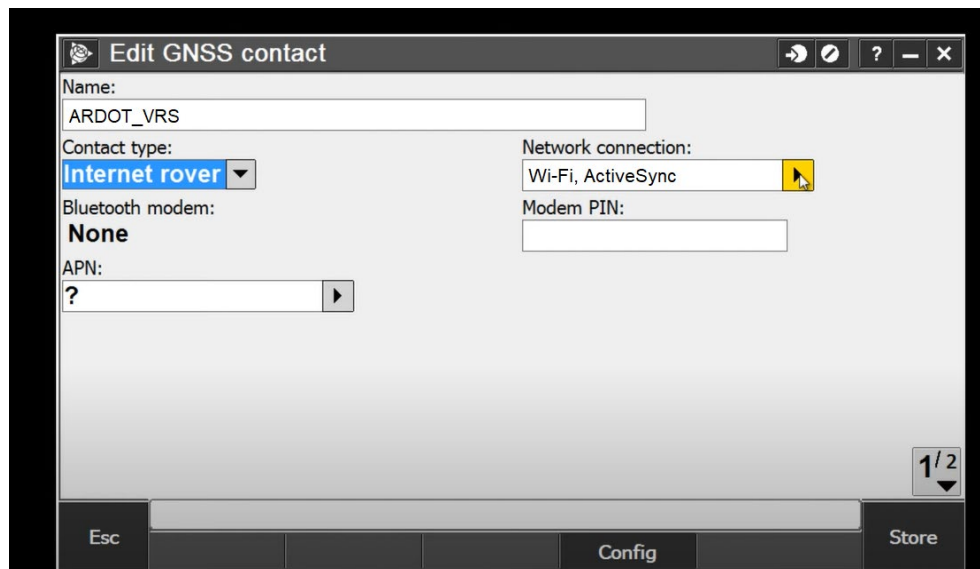 Edit GNSS contact
?
Name:
ARDOT_VRS
Contact type:
Network connection:
Internet rover
Wi-Fi, ActiveSync
Bluetooth modem:
Modem PIN:
None
APN:
?
1/2
Esc
Config
Store